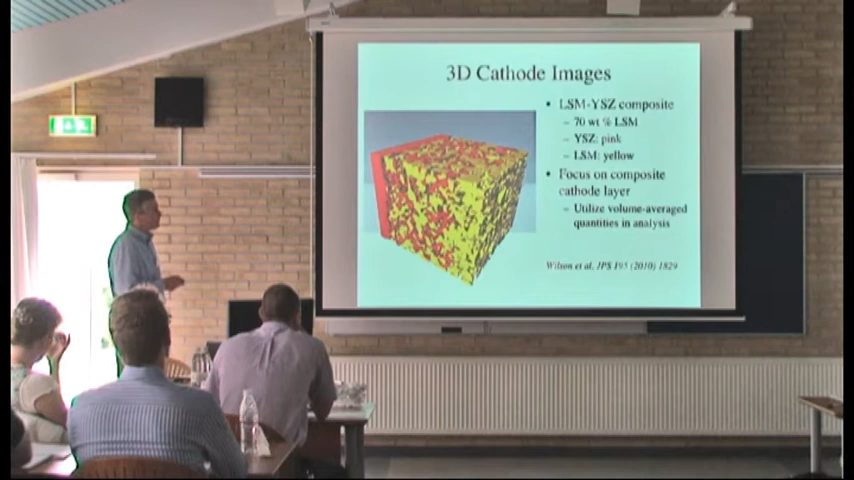 3D Cathode Images
• LSM-YSZ composite
– 70 wt % LSM
– YSZ: pink
– LSM: yellow
• Focus on composite
cathode layer
– Utilize volume-averaged
quantities in analysis
Wilson et al, JPS 195 (2010) 1829